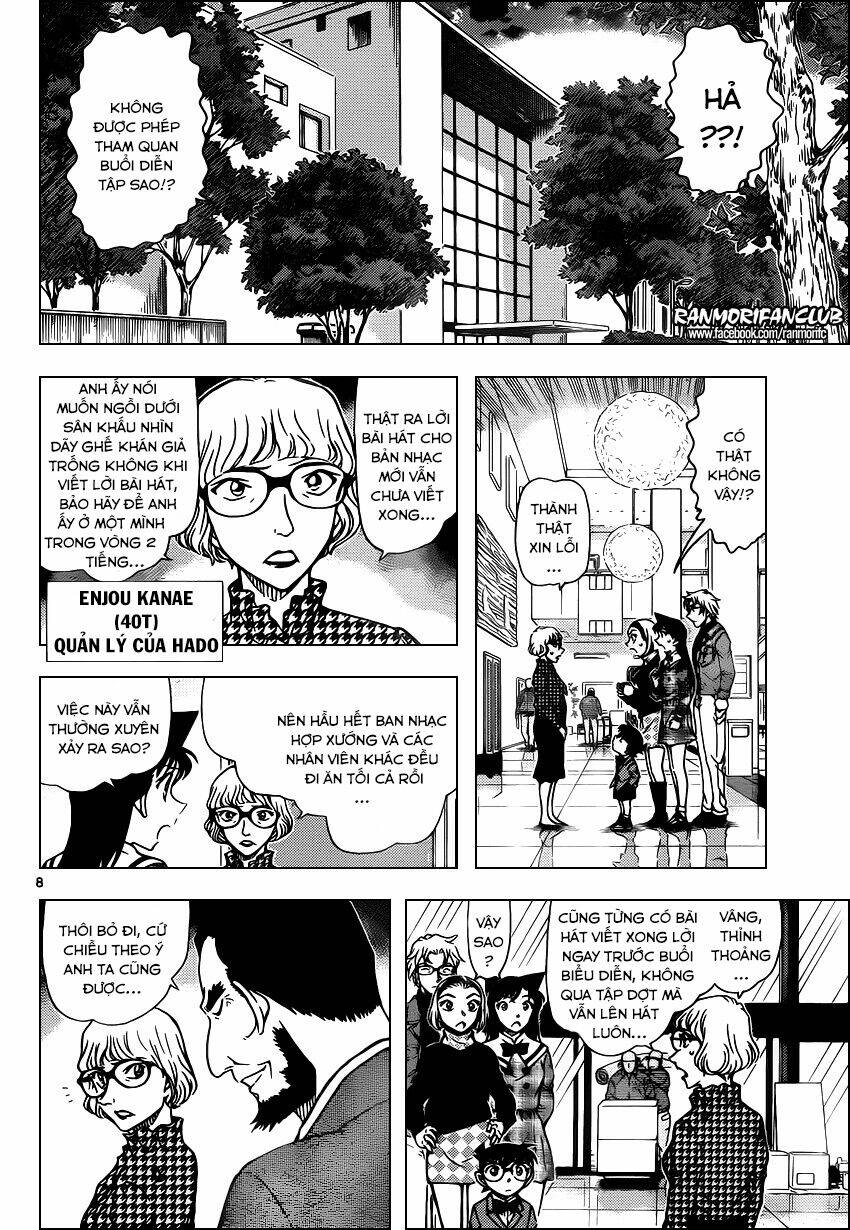 HẢ
??!
KHÔNG
ĐƯỢC PHÉP
THAM QUAN
BUỔI DIỄN
TẬP SAO!?
RANMORIFANCLUB
www.facebook.com/ranmorifc
CÓ
THẬT
KHÔNG
VẬY!?
THÀNH
THẬT
XIN LỖI
...
THẬT RA LỜI
BÀI HÁT CHO
BẢN NHẠC
MỚI VẪN
CHƯA VIẾT
XONG...
ANH ẤY NÓI
MUỐN NGỒI DƯỚI
SÂN KHẤU NHÌN
DÃY GHẾ KHÁN GIẢ
TRỐNG KHÔNG KHI
VIẾT LỜI BÀI HÁT,
BẢO HÃY ĐỂ ANH
ẤY Ở MỘT MÌNH
TRONG VÒNG 2
TIẾNG...
ENJOU KANAE
(40T)
QUẢN LÝ CỦA HADO
NÊN HẦU HẾT BAN NHẠC
HỢP XƯỚNG VÀ CÁC
NHÂN VIÊN KHÁC ĐỀU
ĐI ĂN TỐI CẢ RỒI
...
VIỆC NÀY VẪN
THƯỜNG XUYÊN
XẢY RA SAO?
8
VÂNG,
THỈNH
THOẢNG
...
CŨNG TỪNG CÓ BÀI
HÁT VIẾT XONG LỜI
NGAY TRƯỚC BUỔI
BIỂU DIỄN, KHÔNG
QUA TẬP DỢT MÀ
VẪN LÊN HÁT
LUÔN...
VẬY
SAO
?
THÔI BỎ ĐI, CỨ
CHIỀU THEO Ý
ANH TA CŨNG
ĐƯỢC...